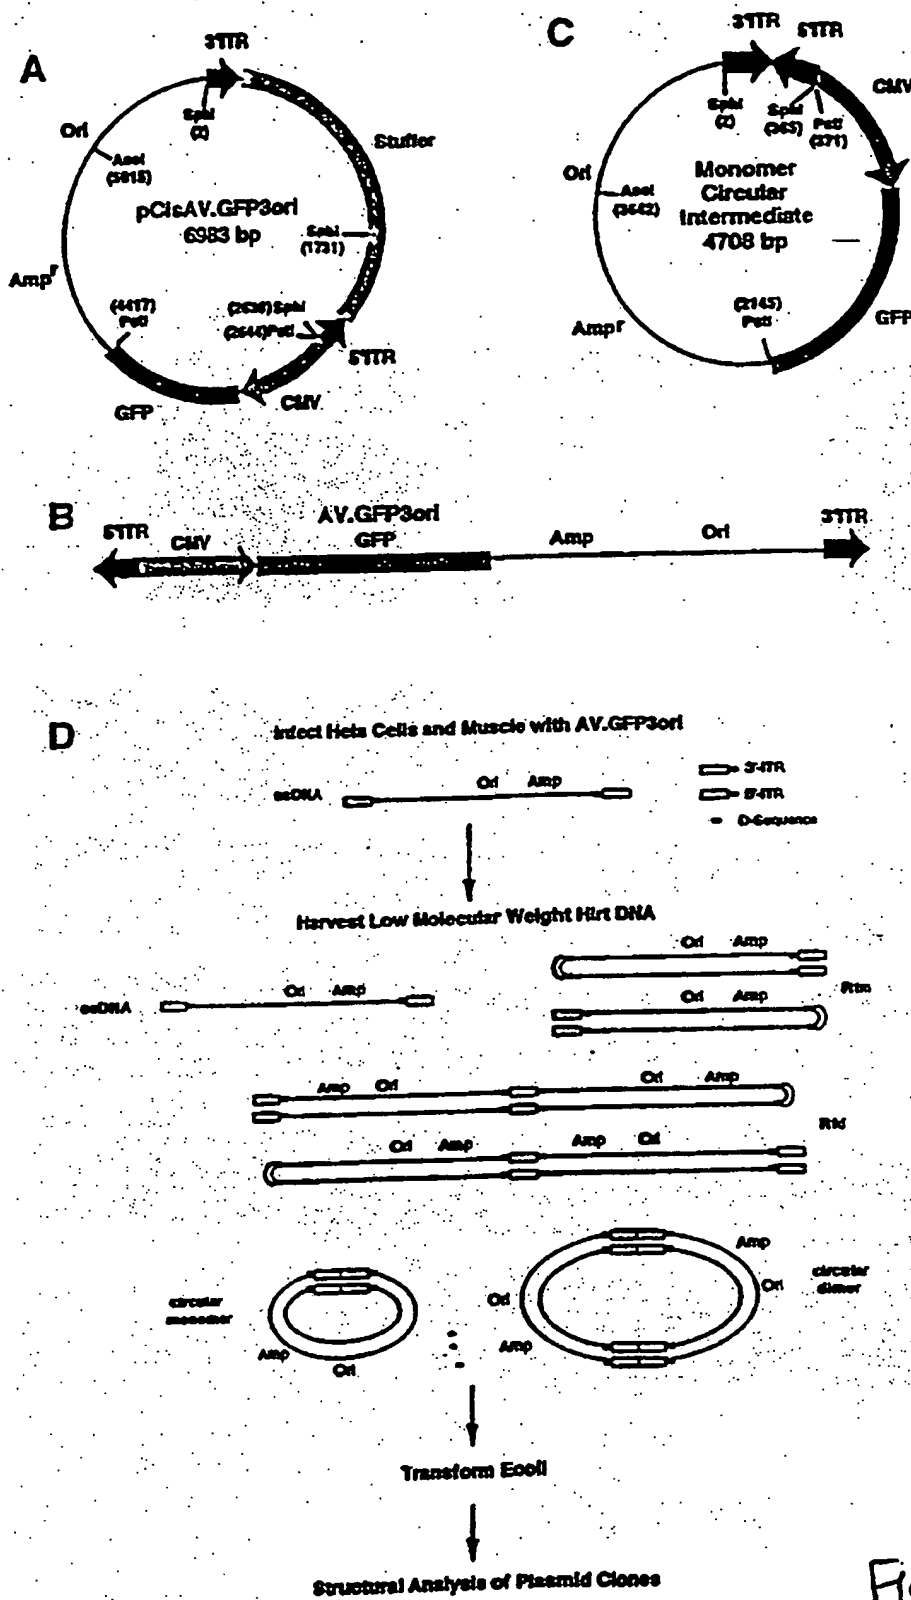 A
3'ITR
SphI
(2)
Ori
AseI
(5915)
Stuffer
pCisAV.GFP3ori
6983 bp
SphI
(1731)
Ampr
(4417)
PstI
(2638)SphI
(2644)PstI
5'ITR
GFP
CMV
C
3'ITR
5'ITR
CMV
SphI
(2)
SphI
(365)
PstI
(371)
Ori
AseI
(3642)
Monomer
Circular
Intermediate
4708 bp
(2145)
PstI
Ampr
GFP
B
AV.GFP3ori
5'ITR
CMV
GFP
Amp
Ori
3'ITR
D
Infect Hela Cells and Muscle with AV.GFP3ori
ssDNA
Ori Amp
3'-ITR
5'-ITR
D-Sequence
Harvest Low Molecular Weight Hirt DNA
ssDNA
Ori Amp
Ori Amp
Rfm
Ori Amp
Amp Ori
Ori Amp
Rfd
Ori Amp
Amp Ori
circular
monomer
Amp
Ori
Ori
Amp
Amp
Ori
circular
dimer
Transform Ecoli
Structural Analysis of Plasmid Clones